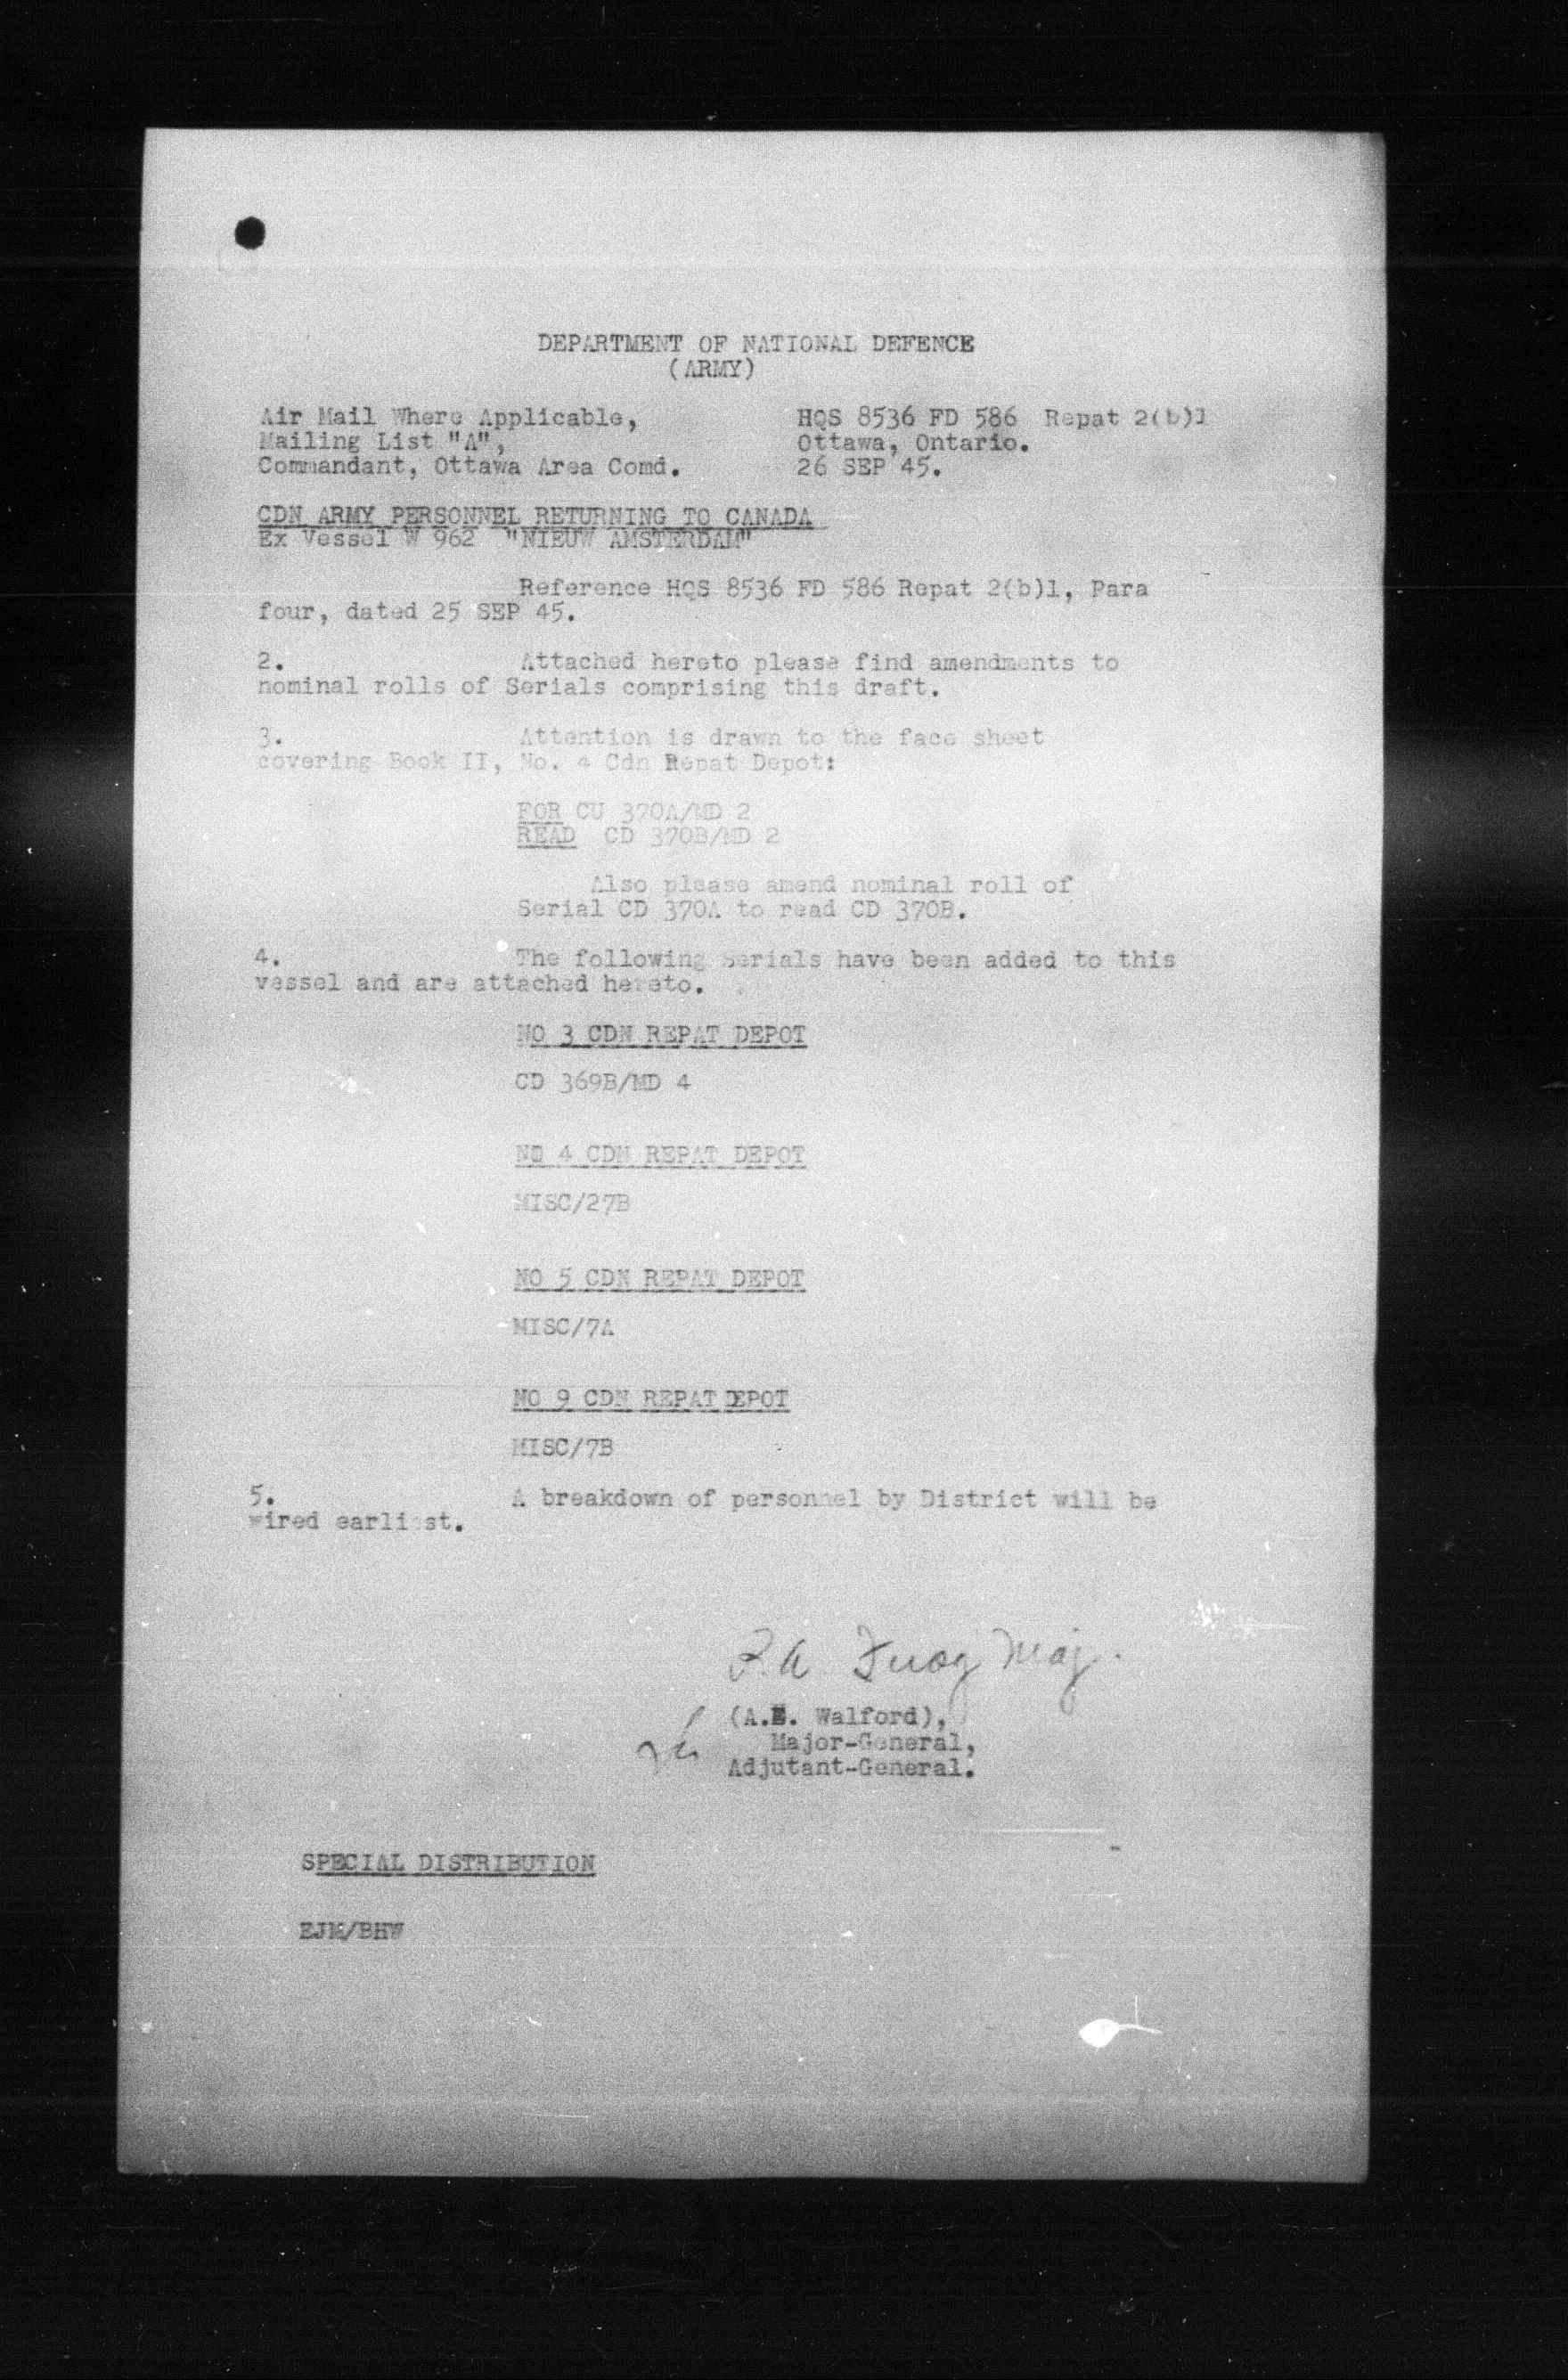 DEPARTMENT OF NATIONAL DEFENCE
(ARMY)
Air Mail Where Applicable,
Mailing List "A",
Commandant, Ottawa Area Comd.
HQS 8536 FD 586 Repat 2(b)1
Ottawa, Ontario.
26 SEP 45.
CDN ARMY PERSONNEL RETURNING TO CANADA
Ex Vessel W 962 "NIEUW AMSTERDAM"
Reference HQS 8536 FD 586 Repat 2(b)1, Para
four, dated 25 SEP 45.
2. Attached hereto please find amendments to
nominal rolls of Serials comprising this draft.
3. Attention is drawn to the face sheet
covering Book II, No. 4 Cdn Repat Depot:
FOR CU 370A/MD 2
READ CD 370B/MD 2
Also please amend nominal roll of
Serial CD 370A to read CD 370B.
4. The following Serials have been added to this
vessel and are attached hereto.
NO 3 CDN REPAT DEPOT
CD 369B/MD 4
NO 4 CDN REPAT DEPOT
MISC/27B
NO 5 CDN REPAT DEPOT
MISC/7A
NO 9 CDN REPAT DEPOT
MISC/7B
5. A breakdown of personnel by District will be
wired earliest.
Maj.
(A.E. Walford),
Major-General,
Adjutant-General.
SPECIAL DISTRIBUTION
EJM/BHW